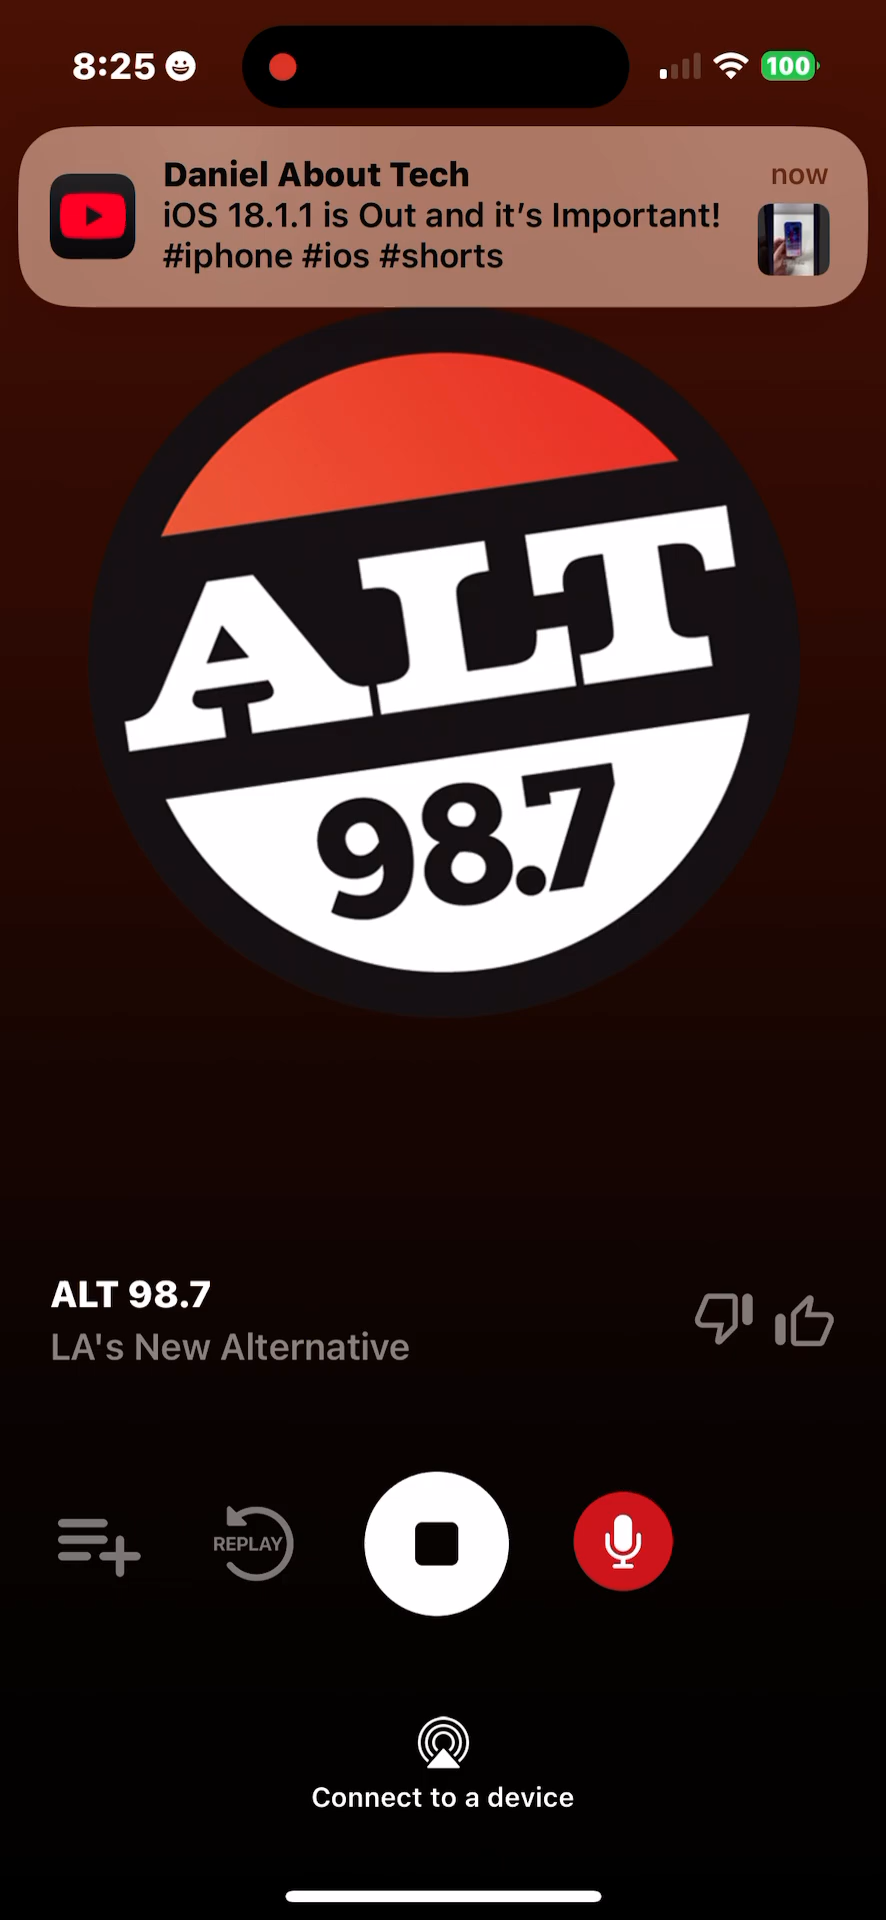 8:25
100
Daniel About Tech
now
iOS 18.1.1 is Out and it’s Important!
#iphone #ios #shorts
ALT
98.7
ALT 98.7
LA's New Alternative
REPLAY
Connect to a device